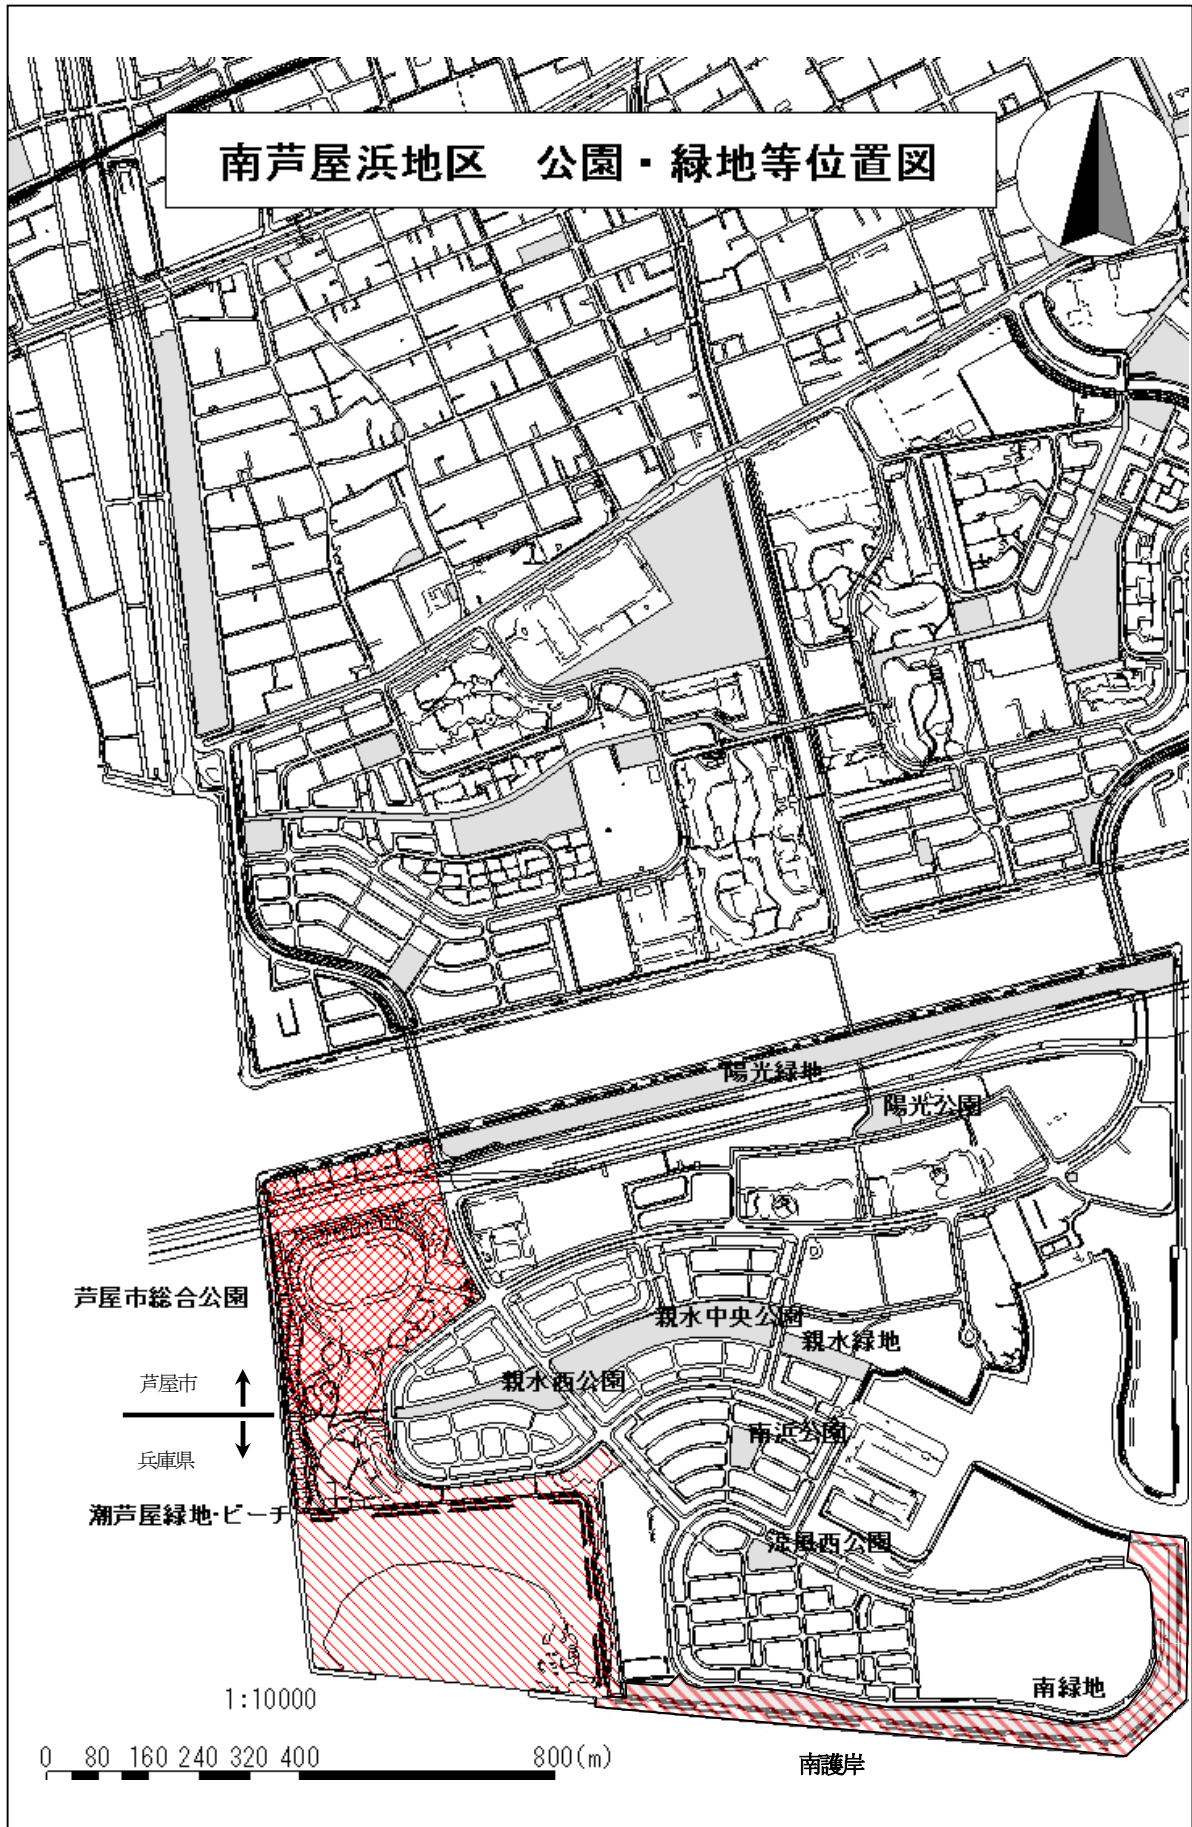 南芦屋浜地区 公園・緑地等位置図
陽光緑地
陽光公園
芦屋市総合公園
親水中央公園
親水緑地
芦屋市
親水西公園
南浜公園
兵庫県
潮芦屋緑地・ビーチ
涼風西公園
南緑地
1:10000
0 80 160 240 320 400 800(m)
南護岸